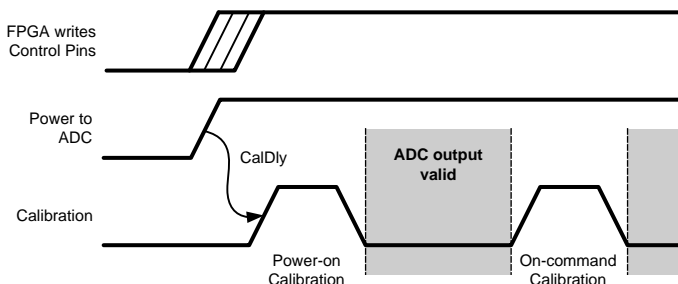 FPGA writes
Control Pins
Power to
ADC
CalDly
ADC output
valid
Calibration
Power-on
Calibration
On-command
Calibration